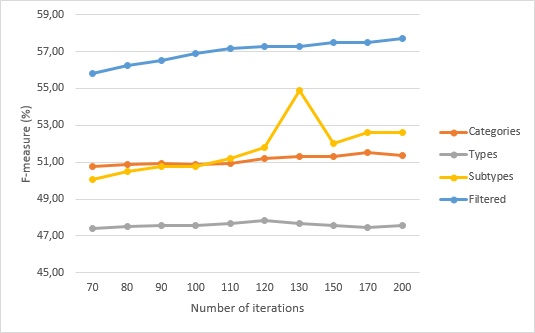 59,00
57,00
55,00
53,00
51,00
49,00
47,00
45,00
F-measure (%)
70 80 90 100 110 120 130 150 170 200
Number of iterations
Categories
Types
Subtypes
Filtered